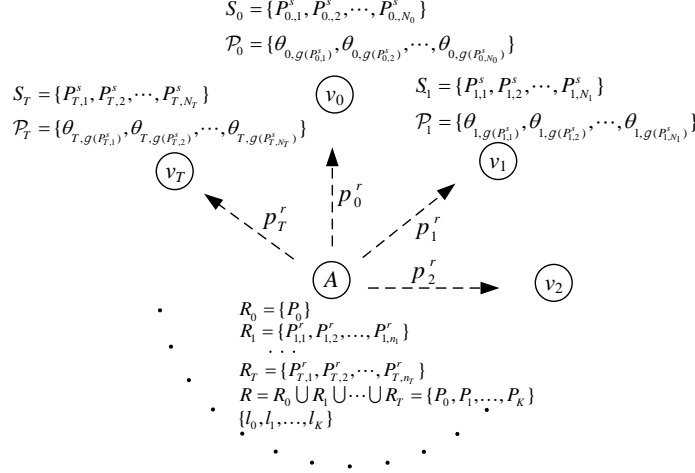 S_0 = {P^s_{0.,1}, P^s_{0.,2}, ⋯, P^s_{0.,N_0}}
𝒫_0 = {θ_{0,g(P^s_{0,1})}, θ_{0,g(P^s_{0,2})}, ⋯, θ_{0,g(P^s_{0,N_0})}}
v_0
S_T = {P^s_{T,1}, P^s_{T,2}, ⋯, P^s_{T,N_T}}
𝒫_T = {θ_{T,g(P^s_{T,1})}, θ_{T,g(P^s_{T,2})}, ⋯, θ_{T,g(P^s_{T,N_T})}}
v_T
S_1 = {P^s_{1,1}, P^s_{1,2}, ⋯, P^s_{1,N_1}}
𝒫_1 = {θ_{1,g(P^s_{1,1})}, θ_{1,g(P^s_{1,2})}, ⋯, θ_{1,g(P^s_{1,N_1})}}
v_1
p_T^r
p_0^r
p_1^r
p_2^r
A
v_2
R_0 = {P_0}
R_1 = {P^r_{1,1}, P^r_{1,2}, …, P^r_{1,n_1}}
· · ·
R_T = {P^r_{T,1}, P^r_{T,2}, ⋯, P^r_{T,n_T}}
R = R_0 ⋃ R_1 ⋃ ⋯ ⋃ R_T = {P_0, P_1, …, P_K}
{l_0, l_1, …, l_K}